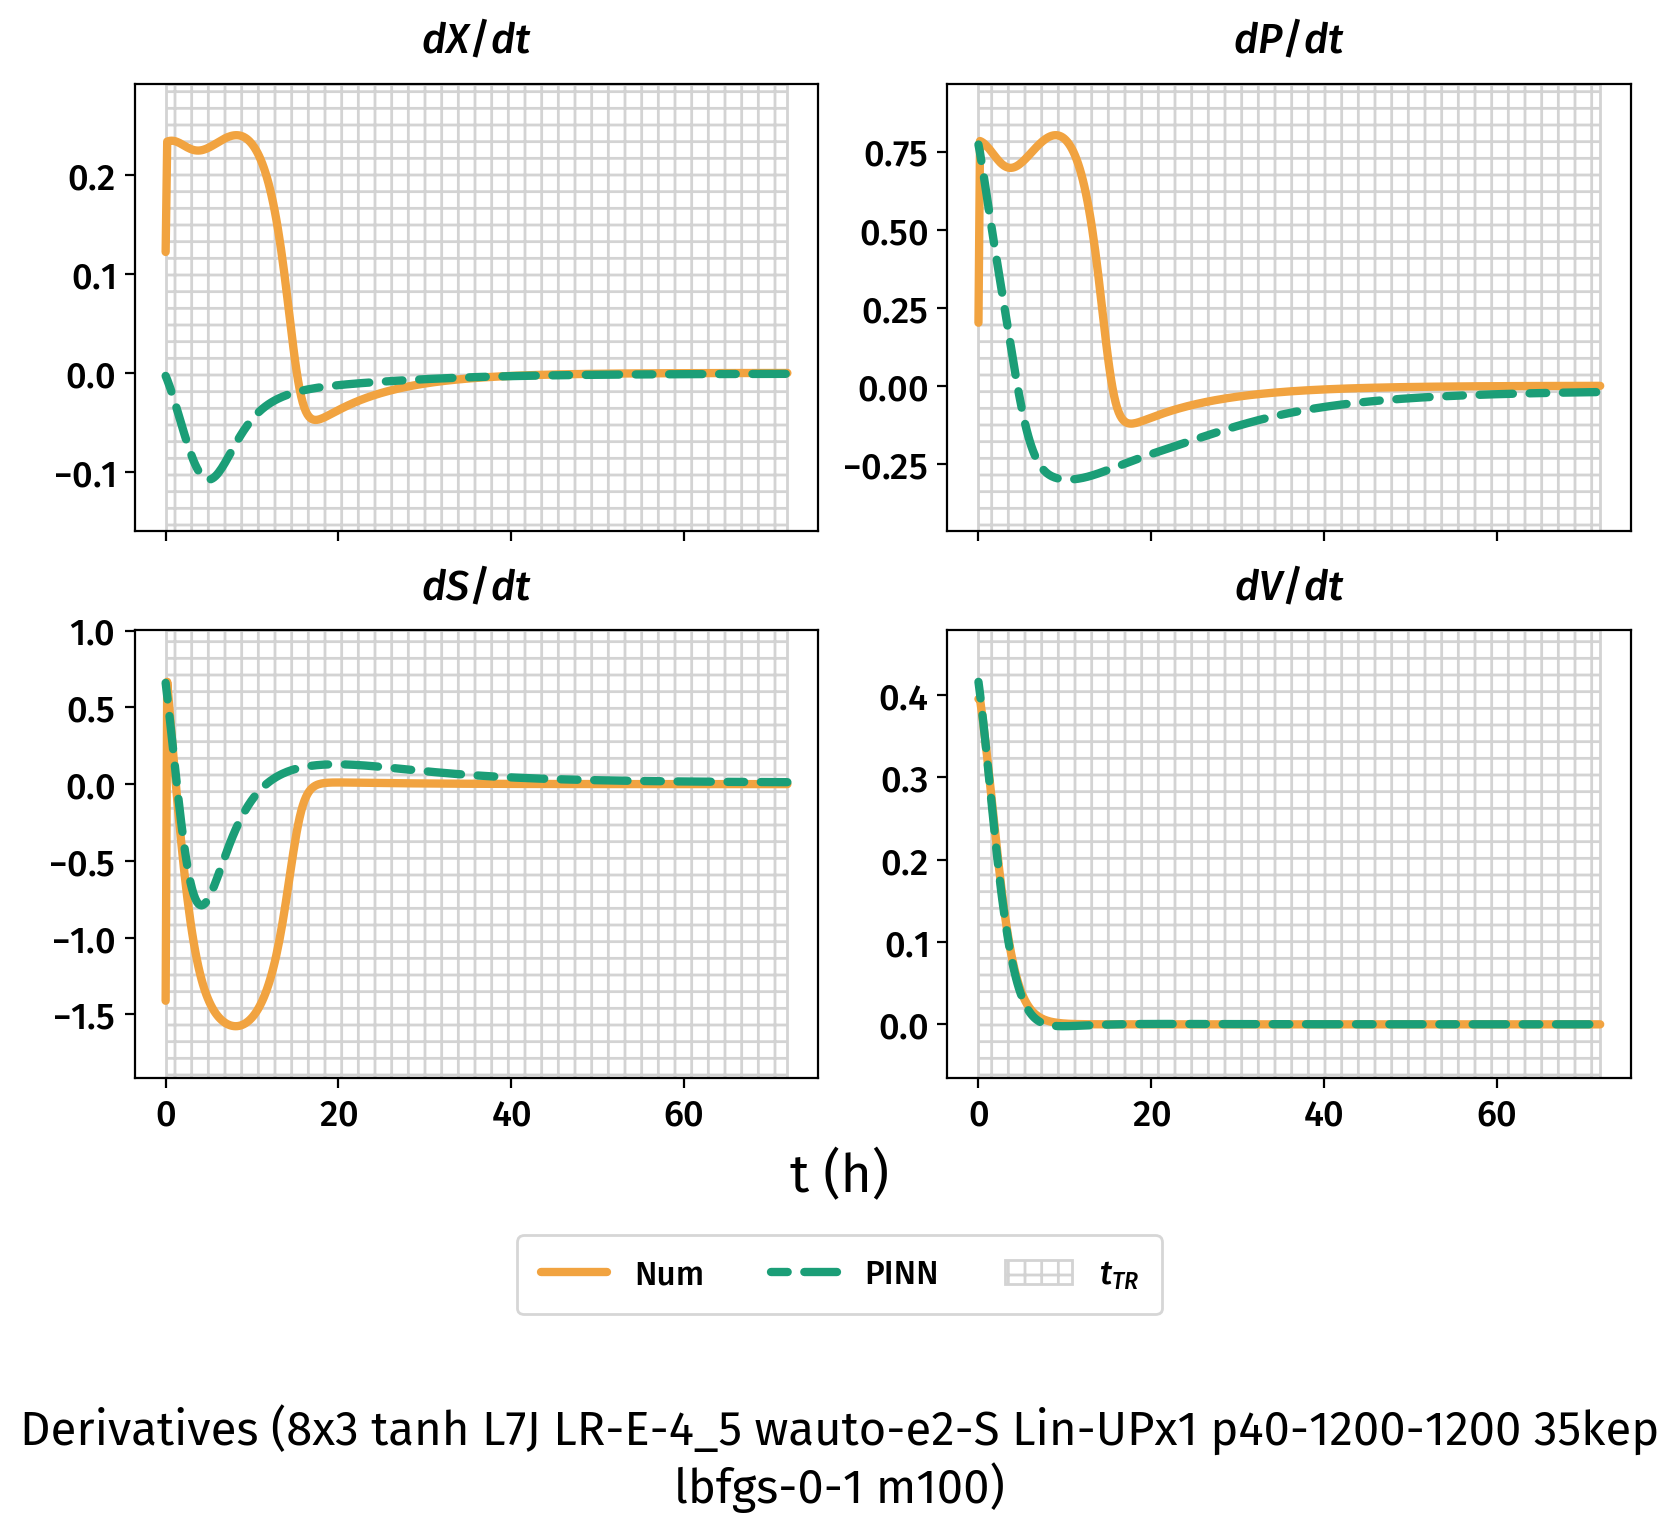 dX/dt
dP/dt
0.2
0.1
0.0
−0.1
0.75
0.50
0.25
0.00
−0.25
dS/dt
dV/dt
1.0
0.5
0.0
−0.5
−1.0
−1.5
0 20 40 60
0.4
0.3
0.2
0.1
0.0
0 20 40 60
t (h)
Num PINN tTR
Derivatives (8x3 tanh L7J LR-E-4_5 wauto-e2-S Lin-UPx1 p40-1200-1200 35kep
lbfgs-0-1 m100)